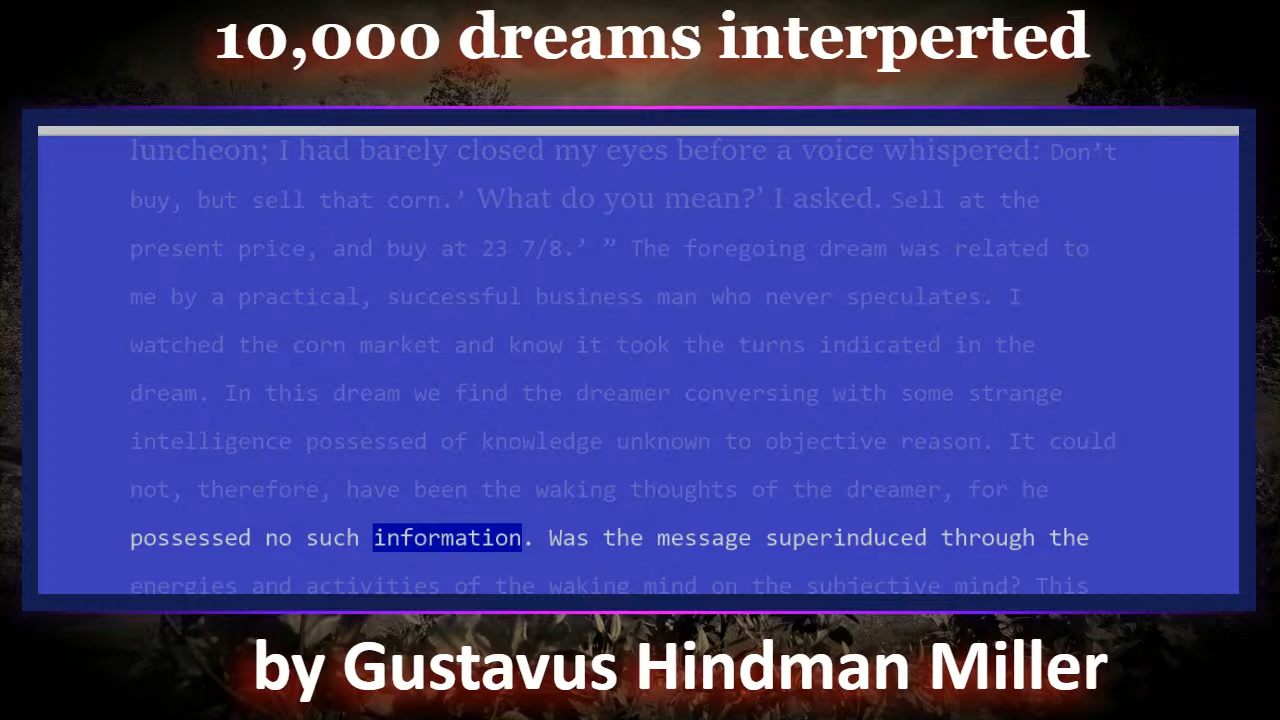 10,000 dreams interperted
luncheon; I had barely closed my eyes before a voice whispered: Don’t
buy, but sell that corn.’ What do you mean?’ I asked. Sell at the
present price, and buy at 23 7/8.’ ” The foregoing dream was related to
me by a practical, successful business man who never speculates. I
watched the corn market and know it took the turns indicated in the
dream. In this dream we find the dreamer conversing with some strange
intelligence possessed of knowledge unknown to objective reason. It could
not, therefore, have been the waking thoughts of the dreamer, for he
possessed no such information. Was the message superinduced through the
energies and activities of the waking mind on the subjective mind? This
by Gustavus Hindman Miller